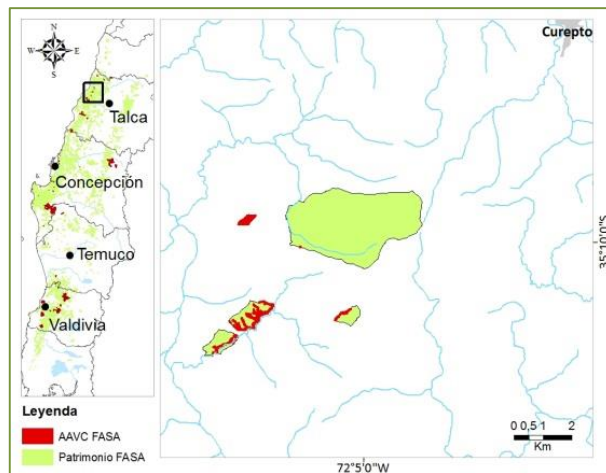 N
W E
S
Talca
Concepción
Temuco
Valdivia
Leyenda
AAVC FASA
Patrimonio FASA
Curepto
35°10'0"S
0 0,5 1 2
Km
72°5'0"W